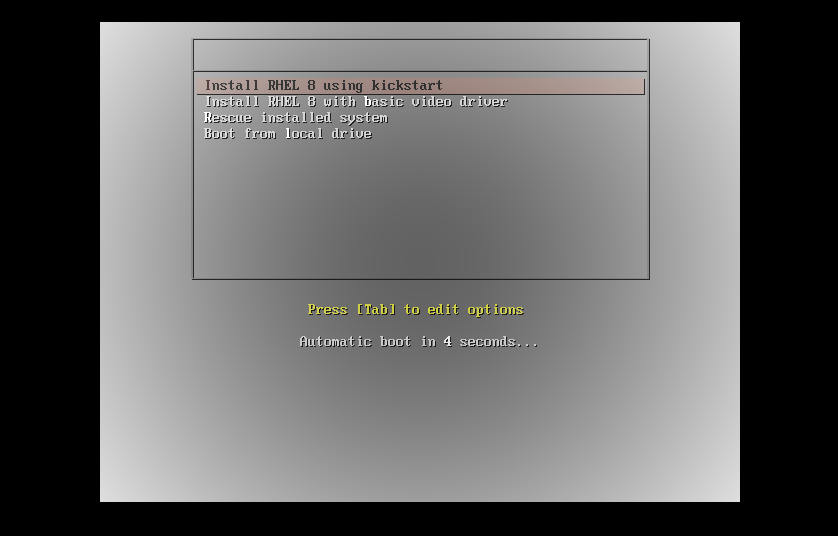 Install RHEL 8 using kickstart
Install RHEL 8 with basic video driver
Rescue installed system
Boot from local drive
Press [Tab] to edit options
Automatic boot in 4 seconds...